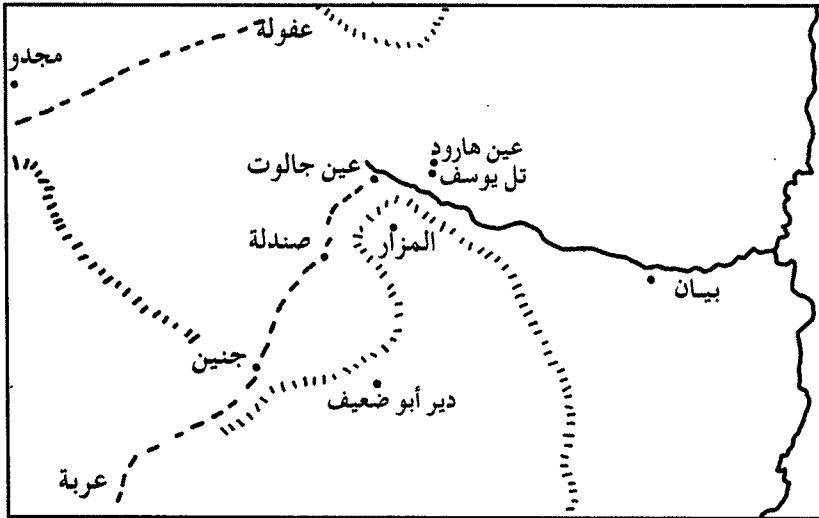 عفولة
مجدو
عين هارود
تل يوسف
عين جالوت
المزار
صندلة
بيان
جنين
دير أبو ضعيف
عربة